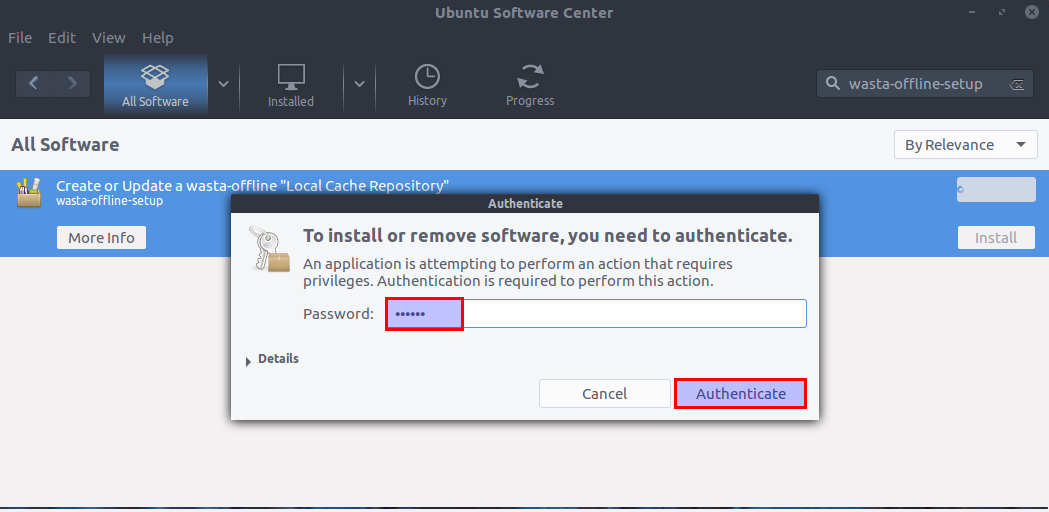 Ubuntu Software Center
File Edit View Help
All Software
Installed
History
Progress
wasta-offline-setup
All Software
By Relevance
Create or Update a wasta-offline "Local Cache Repository"
wasta-offline-setup
More Info
Install
Authenticate
To install or remove software, you need to authenticate.
An application is attempting to perform an action that requires
privileges. Authentication is required to perform this action.
Password: ••••••
Details
Cancel
Authenticate